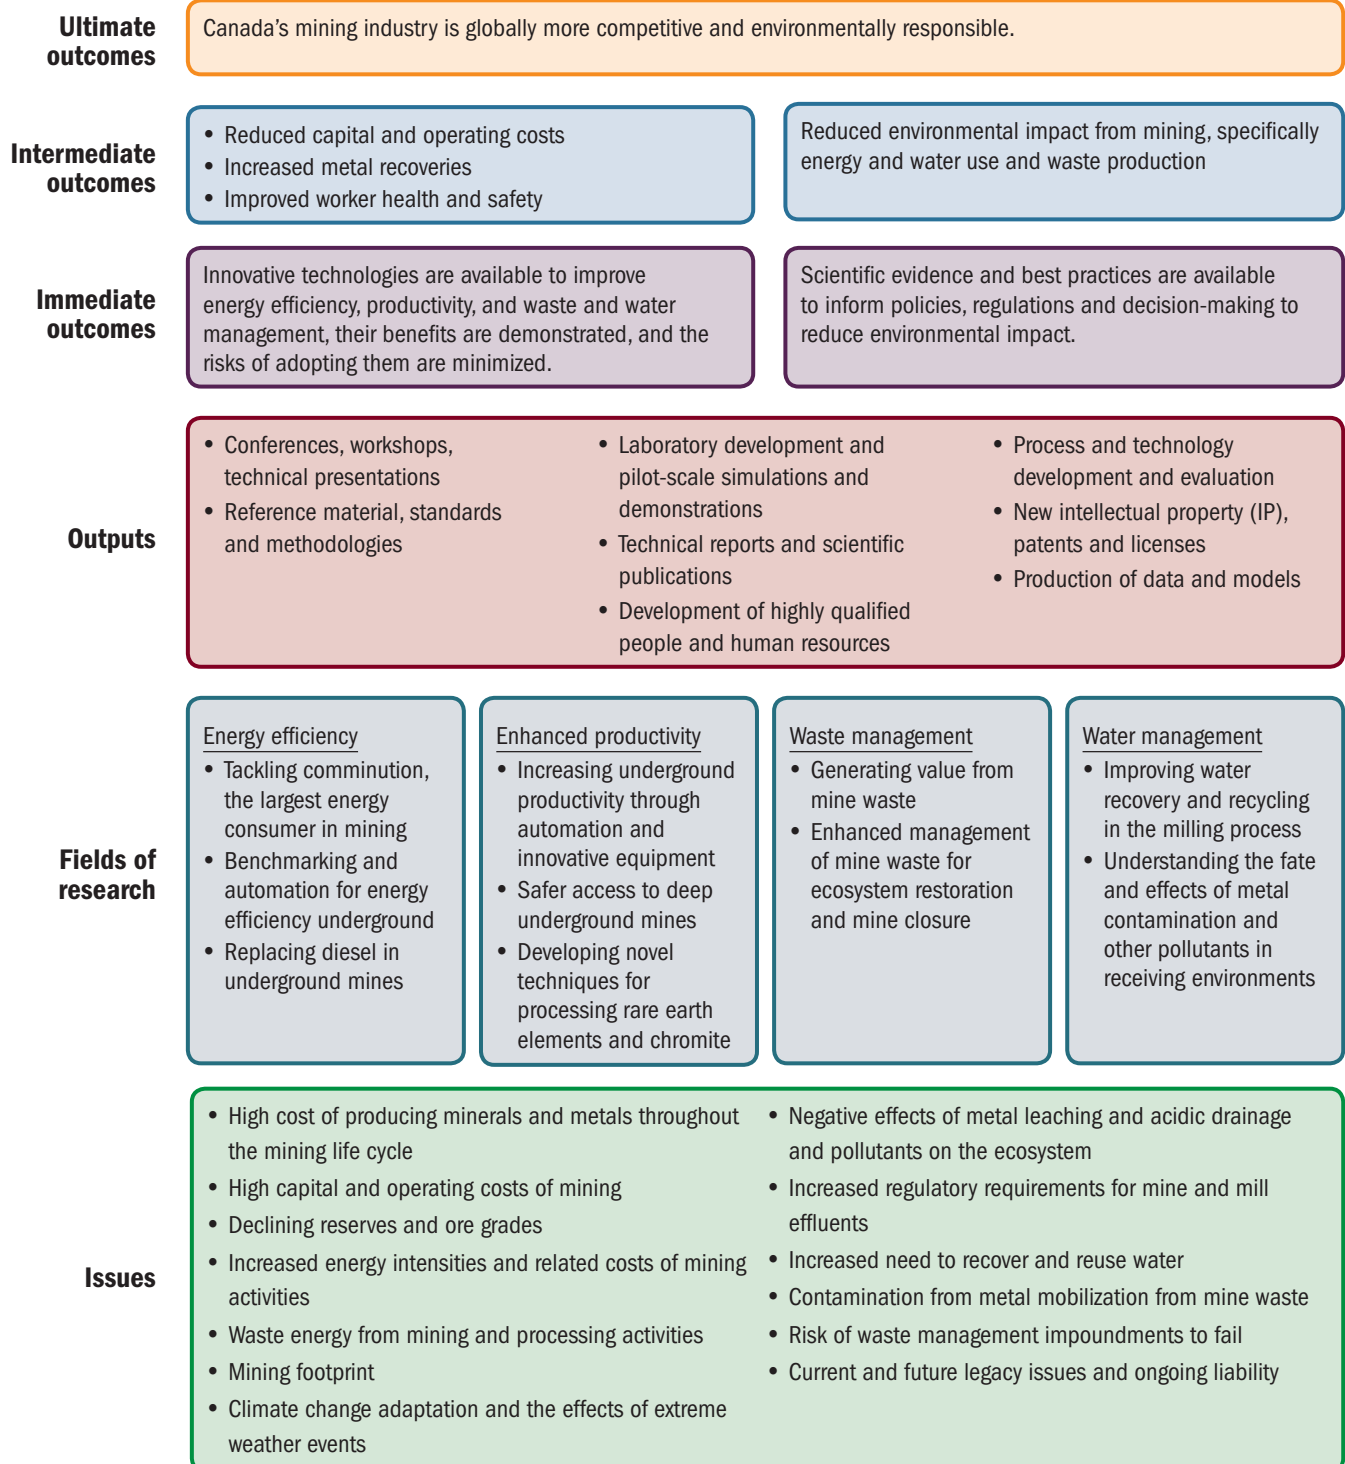 Ultimate
outcomes
Canada’s mining industry is globally more competitive and environmentally responsible.
Intermediate
outcomes
• Reduced capital and operating costs
• Increased metal recoveries
• Improved worker health and safety
Reduced environmental impact from mining, specifically
energy and water use and waste production
Immediate
outcomes
Innovative technologies are available to improve
energy efficiency, productivity, and waste and water
management, their benefits are demonstrated, and the
risks of adopting them are minimized.
Scientific evidence and best practices are available
to inform policies, regulations and decision-making to
reduce environmental impact.
Outputs
• Conferences, workshops,
technical presentations
• Reference material, standards
and methodologies
• Laboratory development and
pilot-scale simulations and
demonstrations
• Technical reports and scientific
publications
• Development of highly qualified
people and human resources
• Process and technology
development and evaluation
• New intellectual property (IP),
patents and licenses
• Production of data and models
Fields of
research
Energy efficiency
• Tackling comminution,
the largest energy
consumer in mining
• Benchmarking and
automation for energy
efficiency underground
• Replacing diesel in
underground mines
Enhanced productivity
• Increasing underground
productivity through
automation and
innovative equipment
• Safer access to deep
underground mines
• Developing novel
techniques for
processing rare earth
elements and chromite
Waste management
• Generating value from
mine waste
• Enhanced management
of mine waste for
ecosystem restoration
and mine closure
Water management
• Improving water
recovery and recycling
in the milling process
• Understanding the fate
and effects of metal
contamination and
other pollutants in
receiving environments
Issues
• High cost of producing minerals and metals throughout
the mining life cycle
• High capital and operating costs of mining
• Declining reserves and ore grades
• Increased energy intensities and related costs of mining
activities
• Waste energy from mining and processing activities
• Mining footprint
• Climate change adaptation and the effects of extreme
weather events
• Negative effects of metal leaching and acidic drainage
and pollutants on the ecosystem
• Increased regulatory requirements for mine and mill
effluents
• Increased need to recover and reuse water
• Contamination from metal mobilization from mine waste
• Risk of waste management impoundments to fail
• Current and future legacy issues and ongoing liability